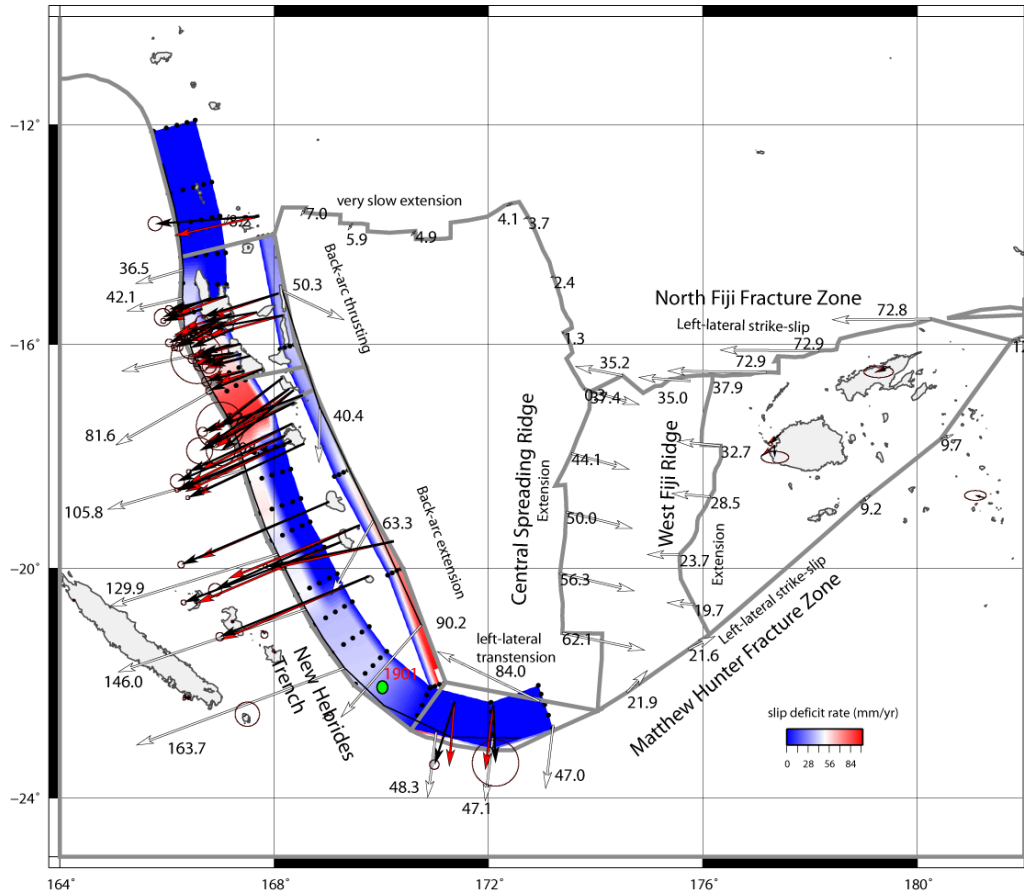 very slow extension
7.0
5.9
4.9
4.1
3.7
2.4
1.3
−12°
−16°
−20°
−24°
36.5
42.1
50.3
Back-arc thrusting
North Fiji Fracture Zone
Left-lateral strike-slip
72.8
72.9
72.9
35.2
37.4
35.0
37.9
81.6
40.4
44.1
32.7
9.7
105.8
50.0
28.5
9.2
63.3
Back-arc extension
Central Spreading Ridge
Extension
West Fiji Ridge
Extension
129.9
56.3
23.7
19.7
90.2
62.1
21.6
left-lateral
transtension
84.0
Left-lateral strike-slip
Matthew Hunter Fracture Zone
146.0
1901
21.9
New Hebrides
Trench
163.7
48.3
47.1
47.0
slip deficit rate (mm/yr)
0 28 56 84
164° 168° 172° 176° 180°